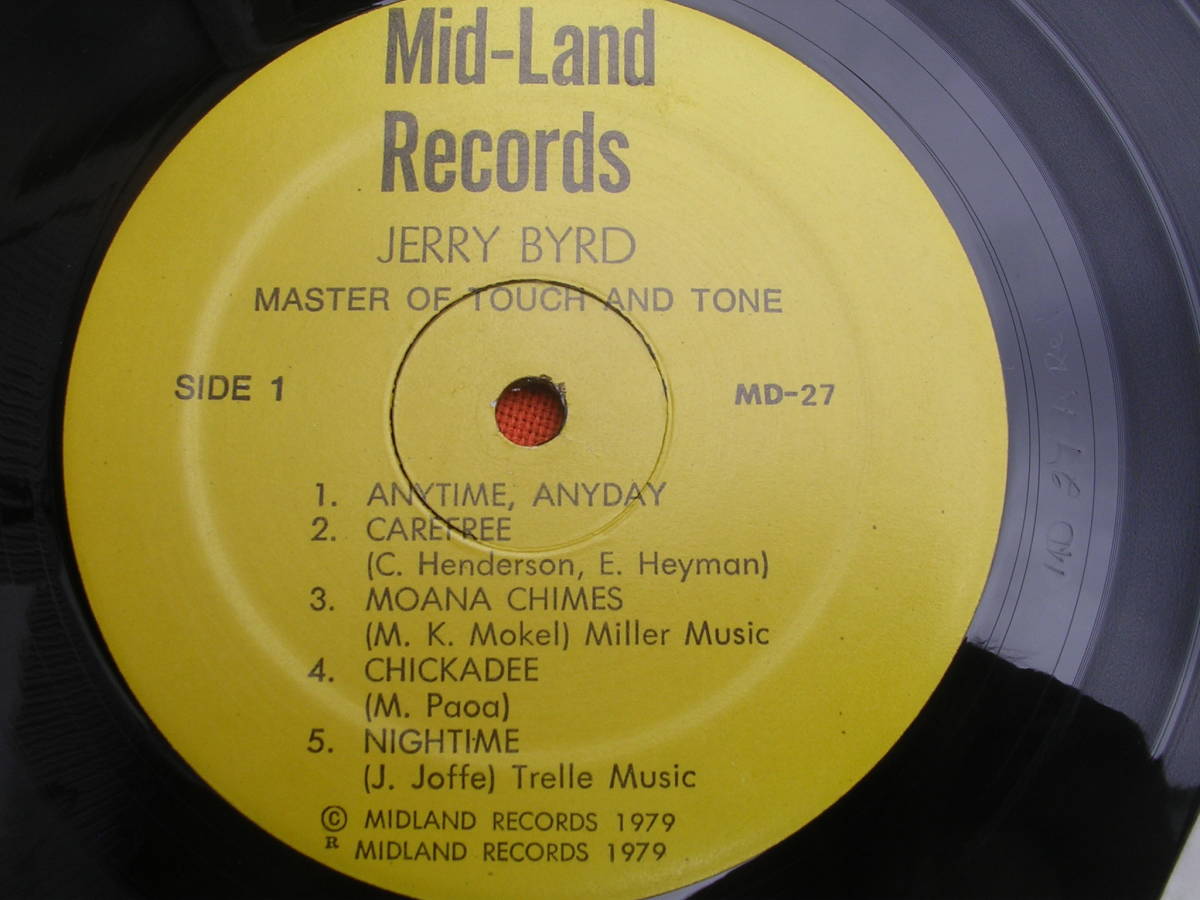 Mid-Land
Records
JERRY BYRD
MASTER OF TOUCH AND TONE
SIDE 1
MD-27
1. ANYTIME, ANYDAY
2. CAREFREE
(C. Henderson, E. Heyman)
3. MOANA CHIMES
(M. K. Mokel) Miller Music
4. CHICKADEE
(M. Paoa)
5. NIGHTIME
(J. Joffe) Trelle Music
© MIDLAND RECORDS 1979
R MIDLAND RECORDS 1979